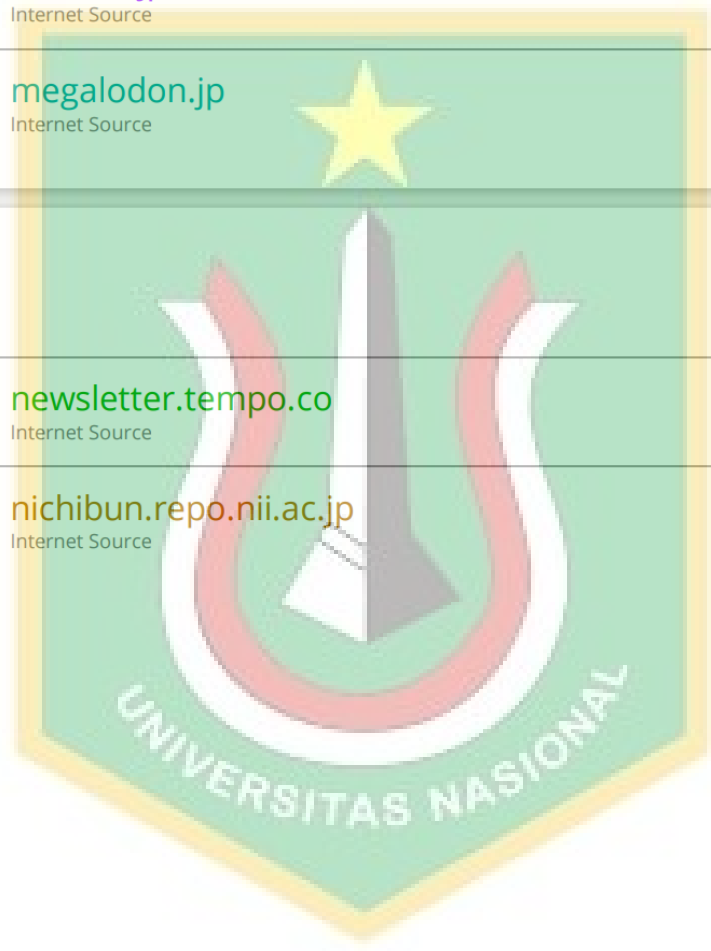 Internet Source
megalodon.jp
Internet Source
newsletter.tempo.co
Internet Source
nichibun.repo.nii.ac.jp
Internet Source
UNIVERSITAS NASIONAL